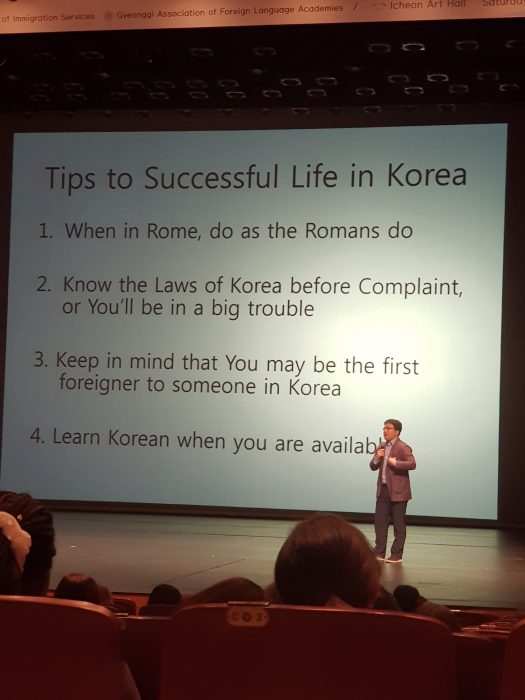 of Immigration Services Gyeonggi Association of Foreign Language Academies / Icheon Art Hall Saturday
Tips to Successful Life in Korea
1. When in Rome, do as the Romans do
2. Know the Laws of Korea before Complaint,
or You'll be in a big trouble
3. Keep in mind that You may be the first
foreigner to someone in Korea
4. Learn Korean when you are availab